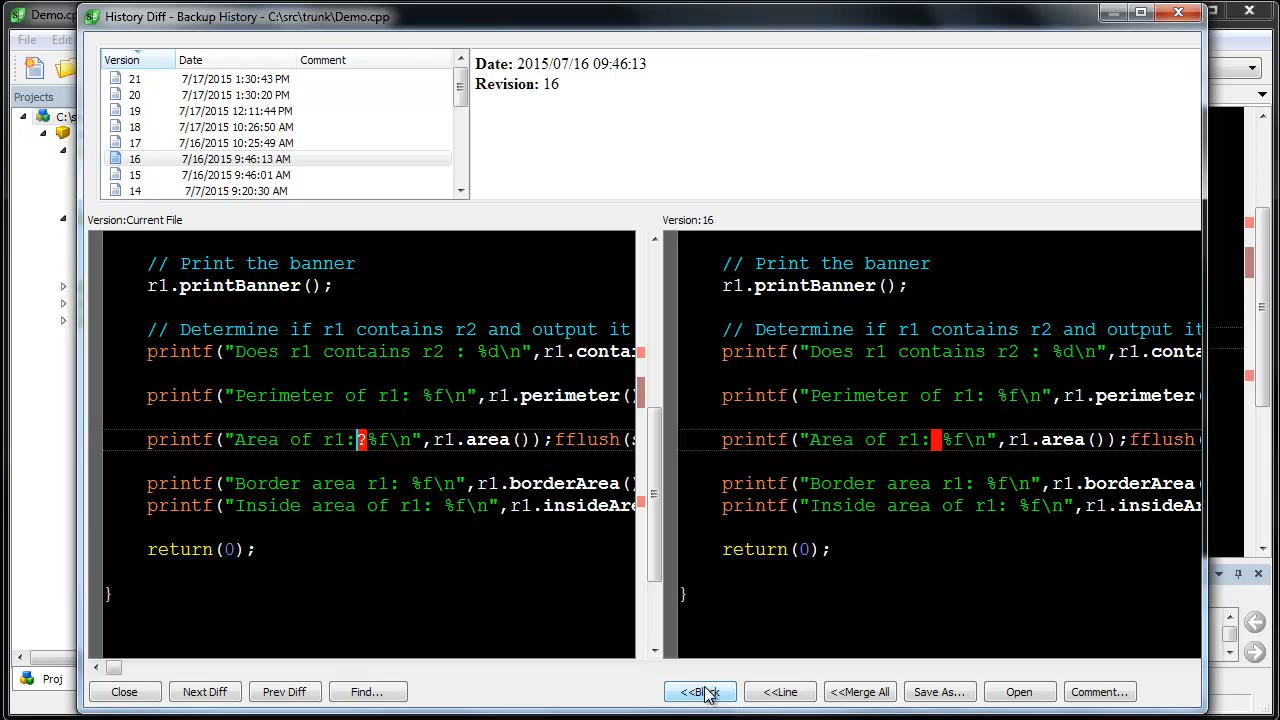 Demo.cp
History Diff - Backup History - C:\src\trunk\Demo.cpp
File Edi
Projects
C:\s
Version Date Comment
21 7/17/2015 1:30:43 PM
20 7/17/2015 1:30:20 PM
19 7/17/2015 12:11:44 PM
18 7/17/2015 10:26:50 AM
17 7/16/2015 10:25:49 AM
16 7/16/2015 9:46:13 AM
15 7/16/2015 9:46:01 AM
14 7/7/2015 9:20:30 AM
Date: 2015/07/16 09:46:13
Revision: 16
Version:Current File
// Print the banner
r1.printBanner();
// Determine if r1 contains r2 and output it
printf("Does r1 contains r2 : %d\n",r1.contai
printf("Perimeter of r1: %f\n",r1.perimeter()
printf("Area of r1:?%f\n",r1.area());fflush(s
printf("Border area r1: %f\n",r1.borderArea()
printf("Inside area of r1: %f\n",r1.insideAre
return(0);
}
Version:16
// Print the banner
r1.printBanner();
// Determine if r1 contains r2 and output it
printf("Does r1 contains r2 : %d\n",r1.conta
printf("Perimeter of r1: %f\n",r1.perimeter(
printf("Area of r1: %f\n",r1.area());fflush(
printf("Border area r1: %f\n",r1.borderArea(
printf("Inside area of r1: %f\n",r1.insideAr
return(0);
}
Proj
Close Next Diff Prev Diff Find... <<Block <<Line <<Merge All Save As... Open Comment...